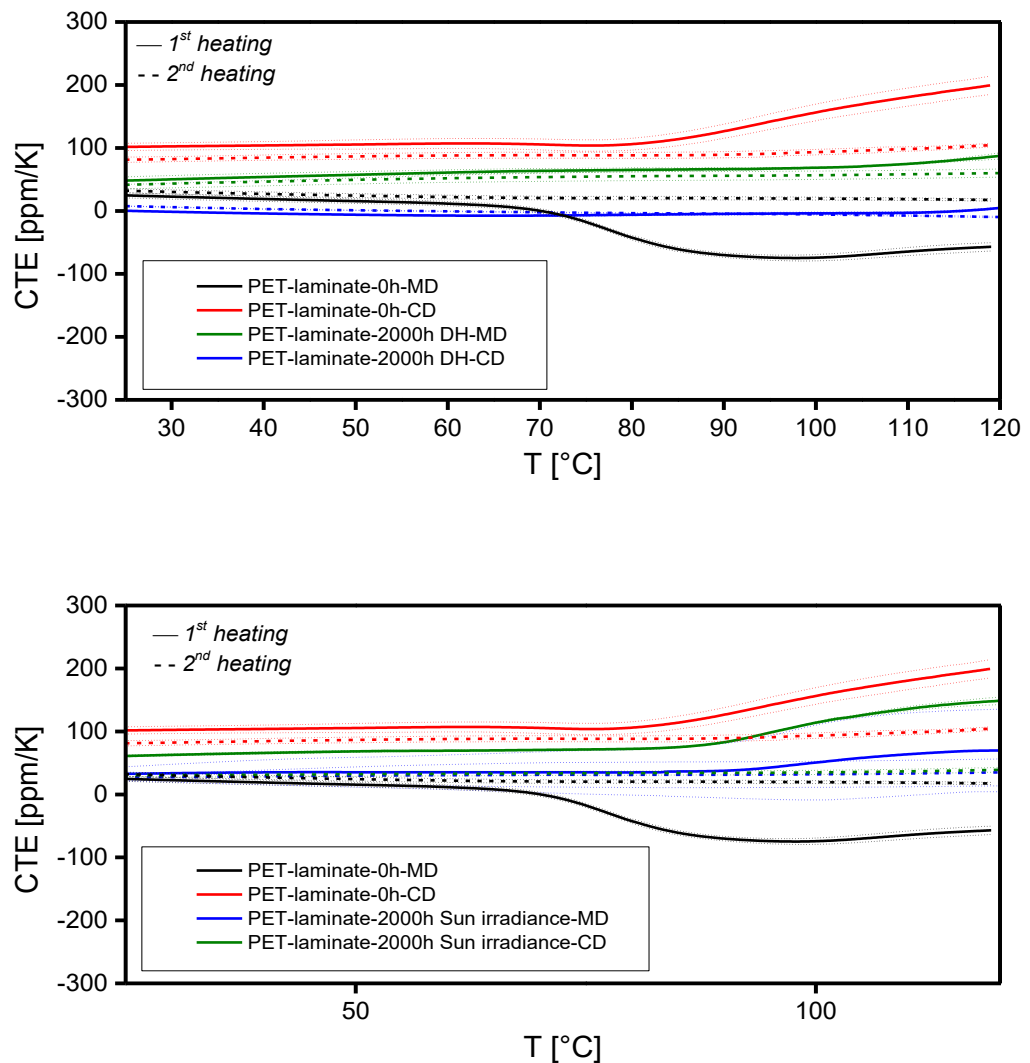 300
200
100
0
-100
-200
-300
CTE [ppm/K]
1st heating
2nd heating
PET-laminate-0h-MD
PET-laminate-0h-CD
PET-laminate-2000h DH-MD
PET-laminate-2000h DH-CD
30 40 50 60 70 80 90 100 110 120
T [°C]
300
200
100
0
-100
-200
-300
CTE [ppm/K]
1st heating
2nd heating
PET-laminate-0h-MD
PET-laminate-0h-CD
PET-laminate-2000h Sun irradiance-MD
PET-laminate-2000h Sun irradiance-CD
50 100
T [°C]